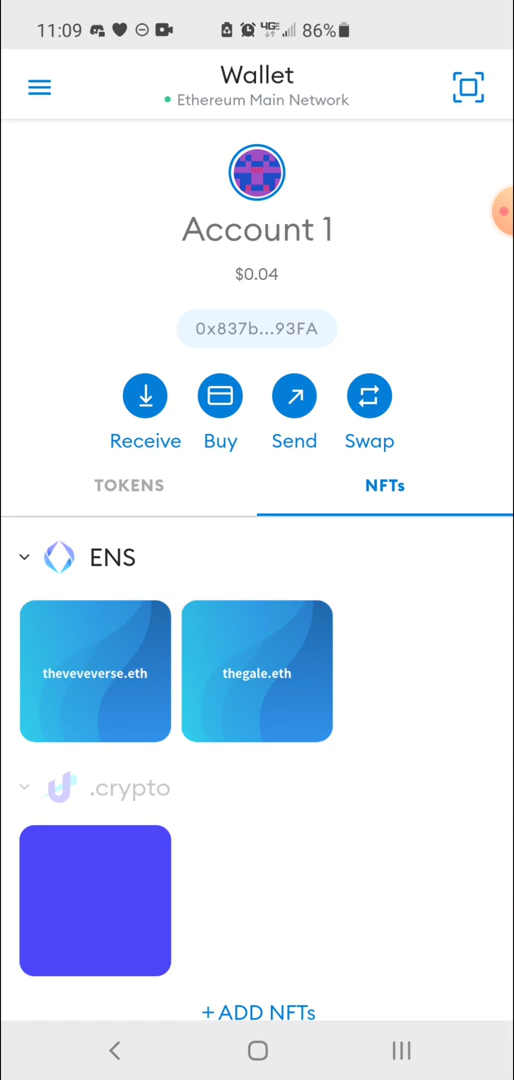 11:09 4GE 86%
Wallet
Ethereum Main Network
Account 1
$0.04
0x837b...93FA
Receive Buy Send Swap
TOKENS NFTs
ENS
theveveverse.eth thegale.eth
.crypto
+ ADD NFTs